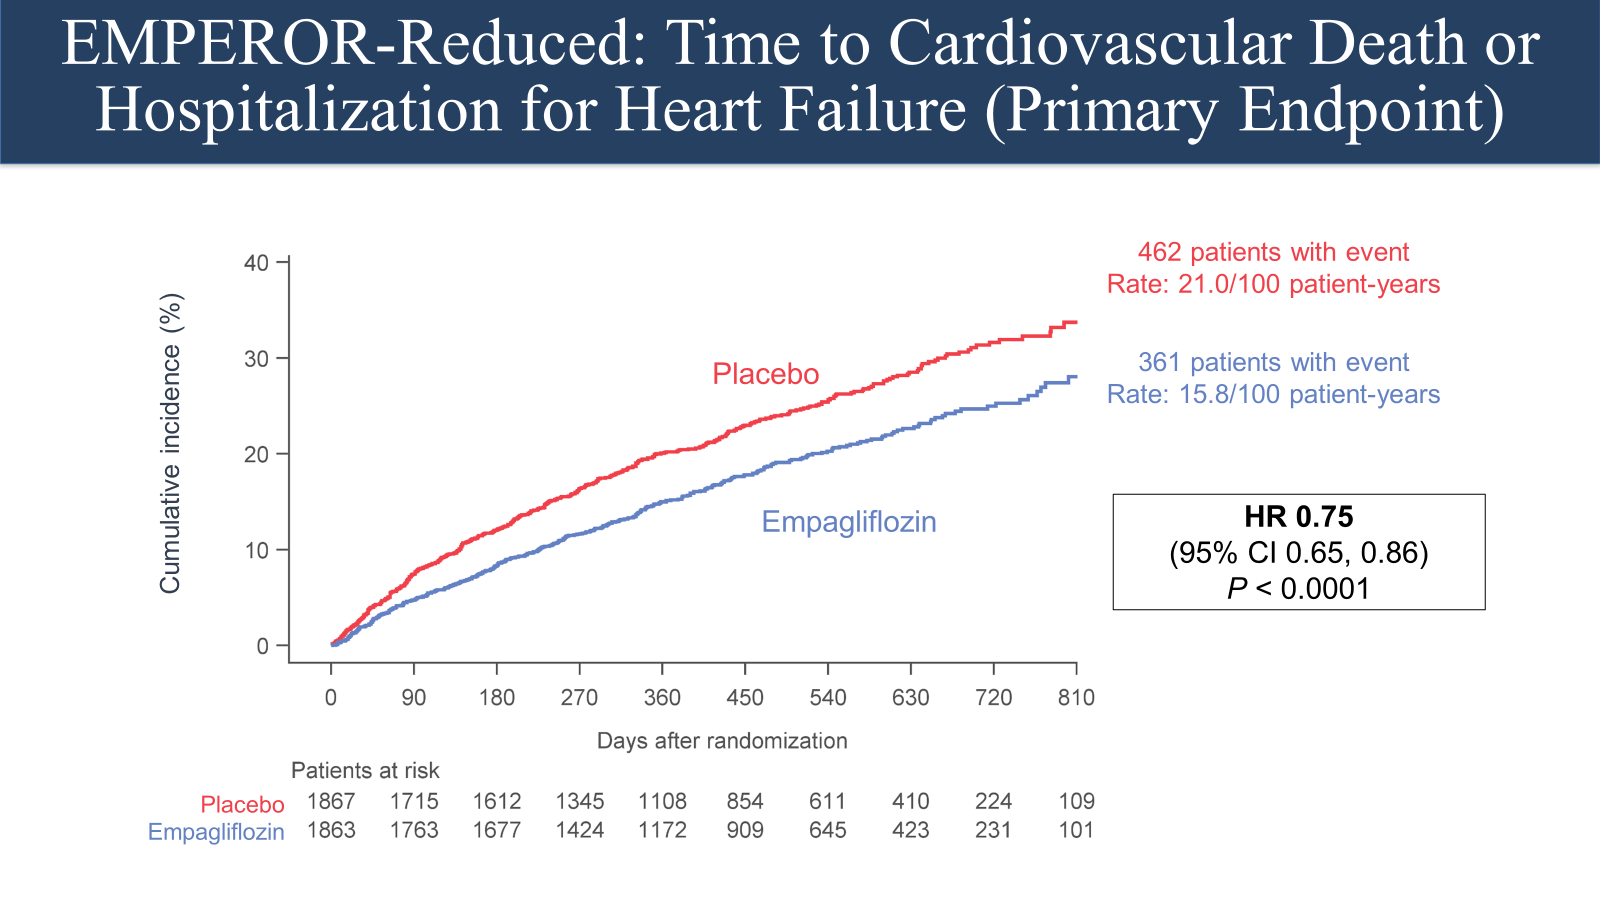 EMPEROR-Reduced: Time to Cardiovascular Death or
Hospitalization for Heart Failure (Primary Endpoint)
462 patients with event
Rate: 21.0/100 patient-years
361 patients with event
Rate: 15.8/100 patient-years
HR 0.75
(95% CI 0.65, 0.86)
P < 0.0001
Cumulative incidence (%)
40
30
20
10
0
Placebo
Empagliflozin
0 90 180 270 360 450 540 630 720 810
Days after randomization
Patients at risk
Placebo 1867 1715 1612 1345 1108 854 611 410 224 109
Empagliflozin 1863 1763 1677 1424 1172 909 645 423 231 101